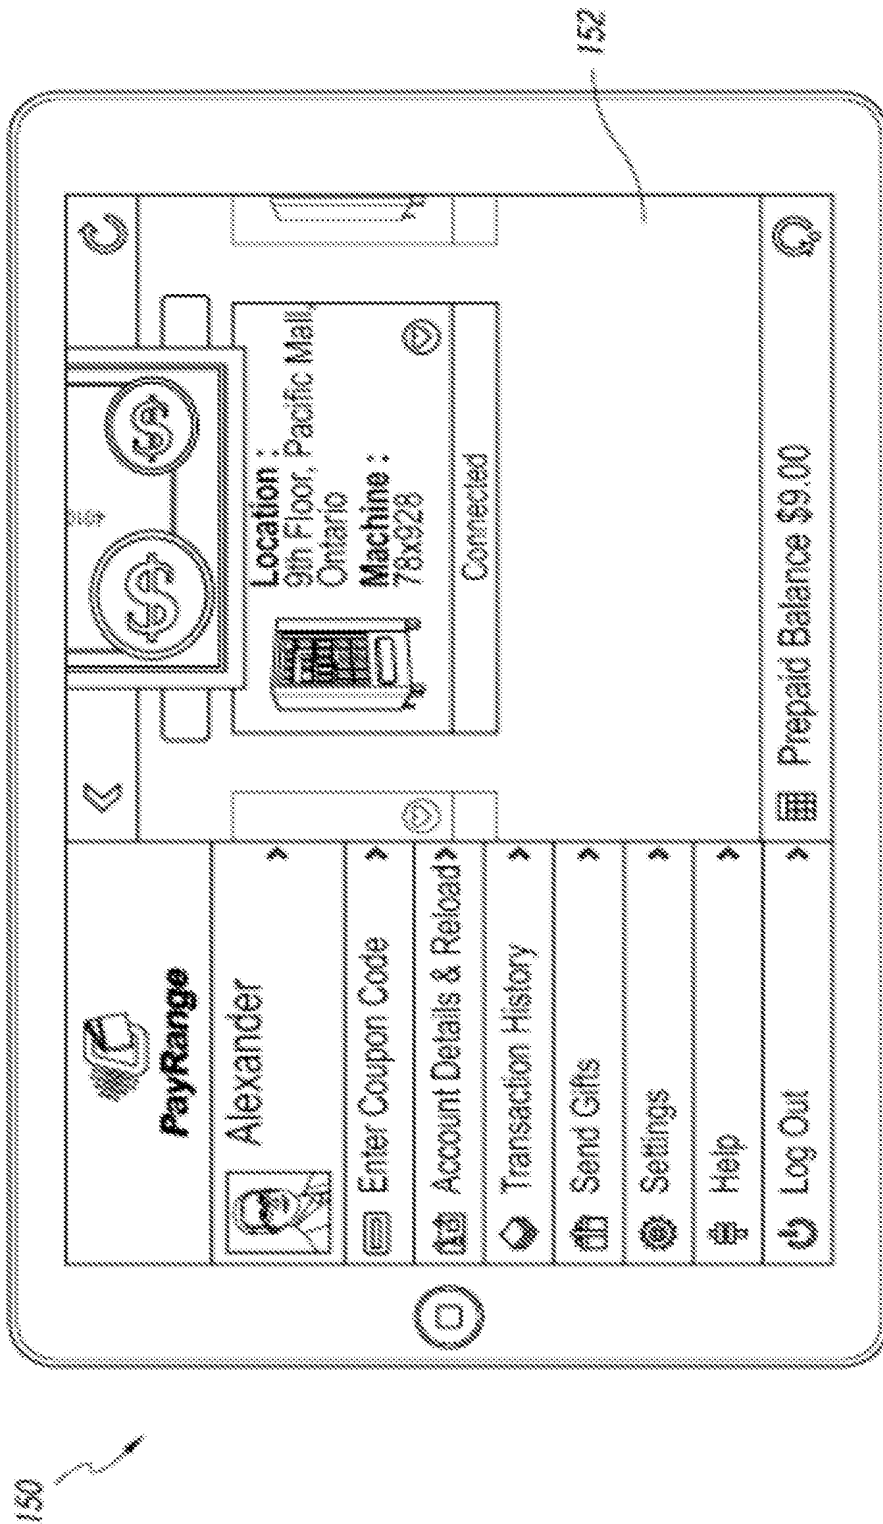 150
152
PayRange
Alexander
Enter Coupon Code
Account Details & Reload
Transaction History
Send Gifts
Settings
Help
Log Out
$
$
Location :
9th Floor, Pacific Mall,
Ontario
Machine :
78x928
Connected
Prepaid Balance $9.00